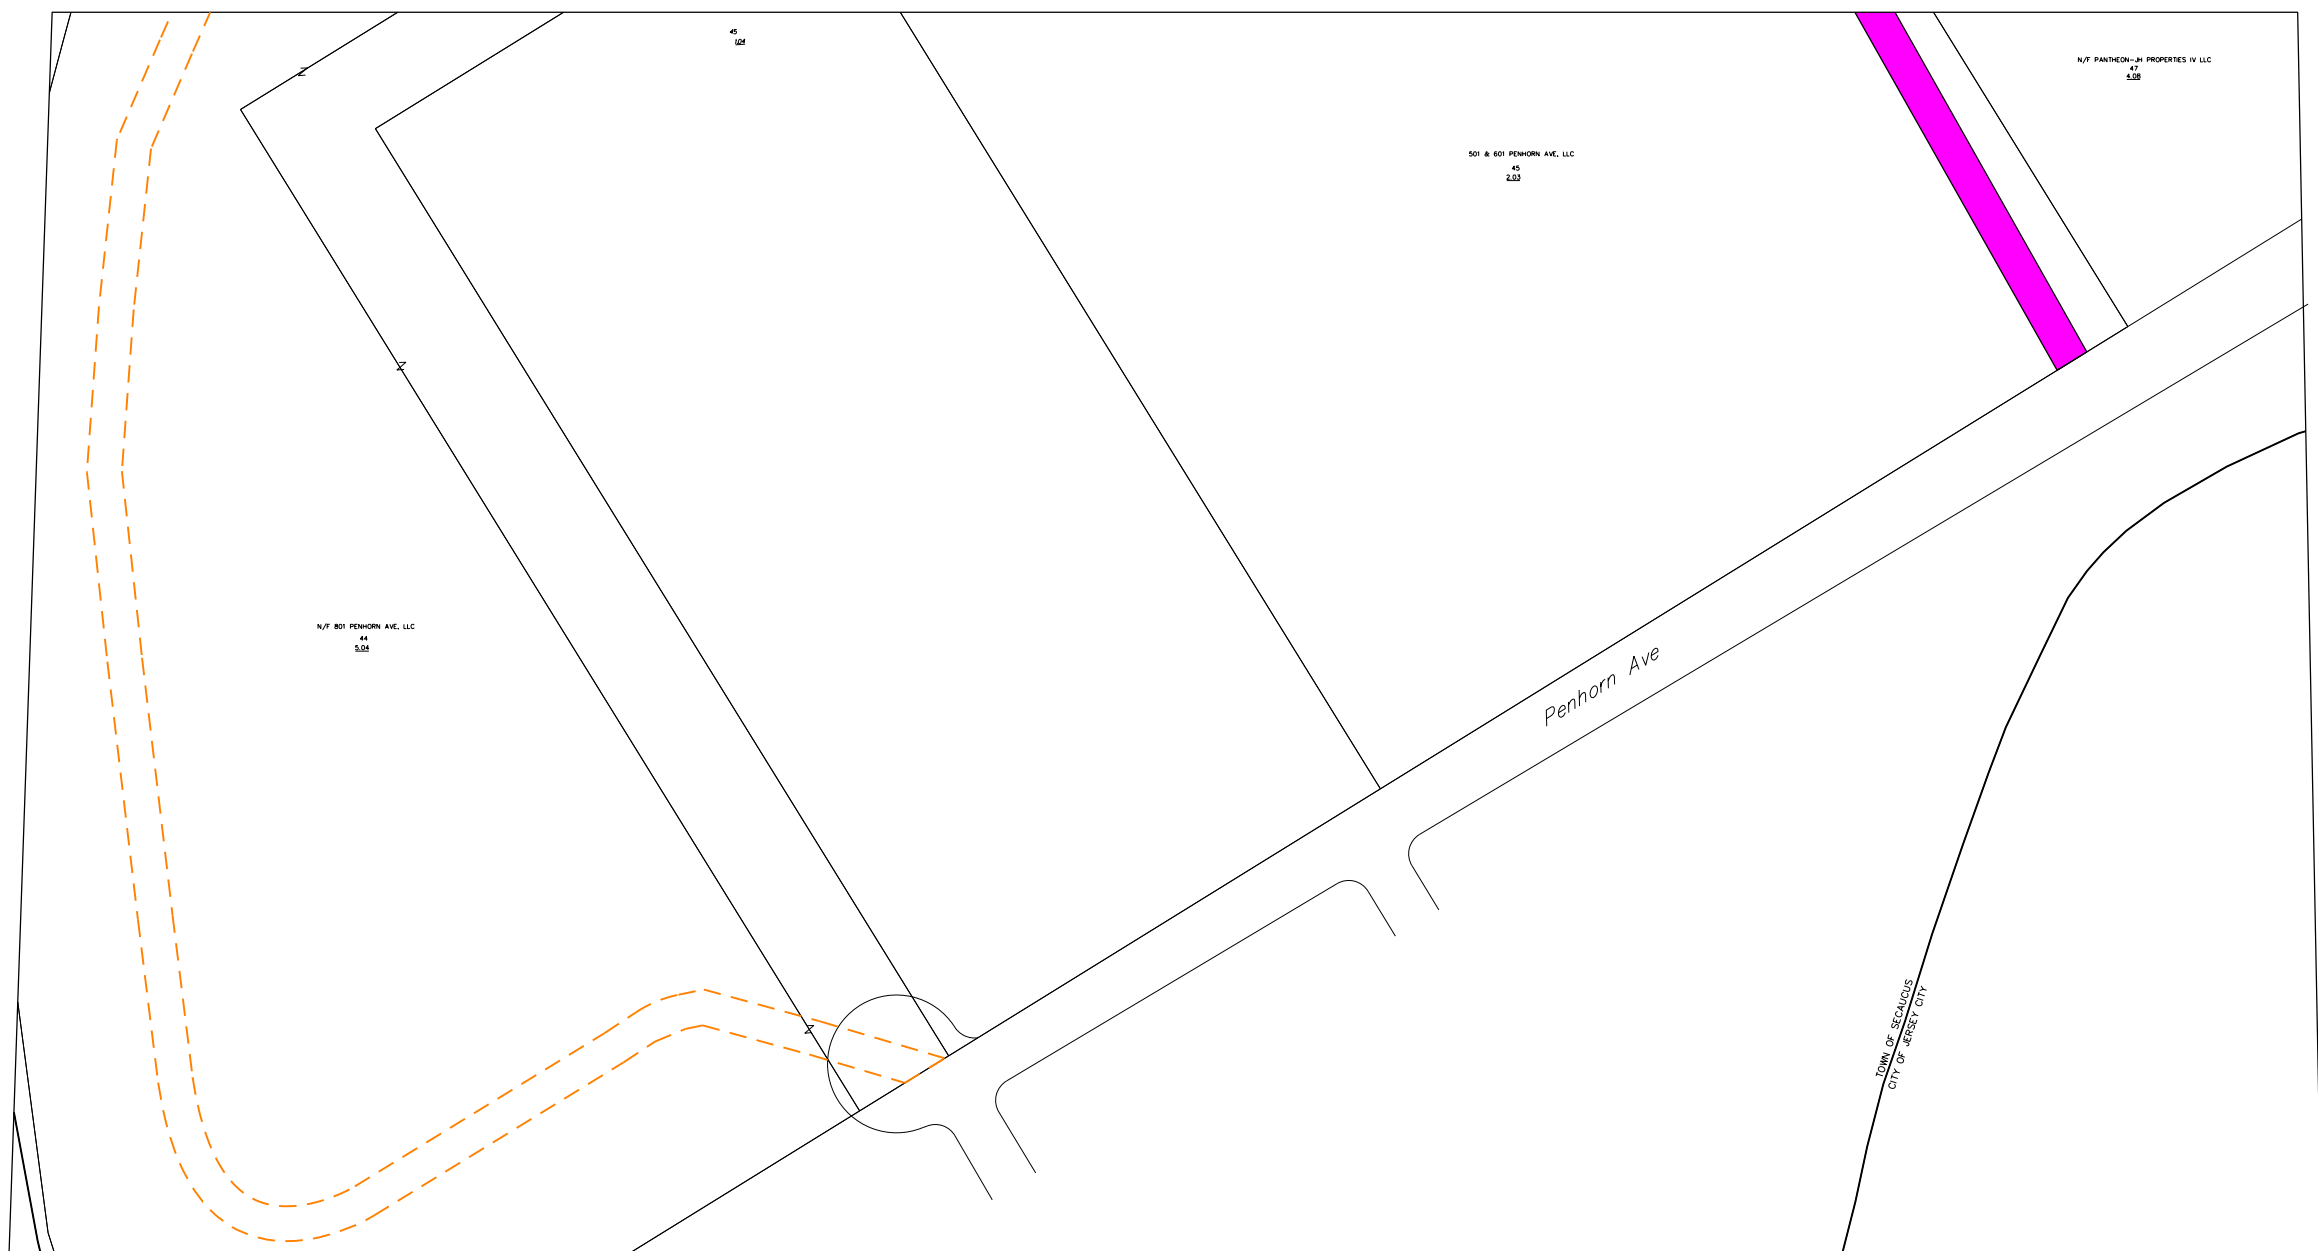 45
1.04
N/F PANTHEON-JH PROPERTIES IV LLC
47
4.08
501 & 601 PENHORN AVE, LLC
45
2.03
Z
Z
N/F 801 PENHORN AVE, LLC
44
5.04
Penhorn Ave
Z
TOWN OF SECAUCUS
CITY OF JERSEY CITY